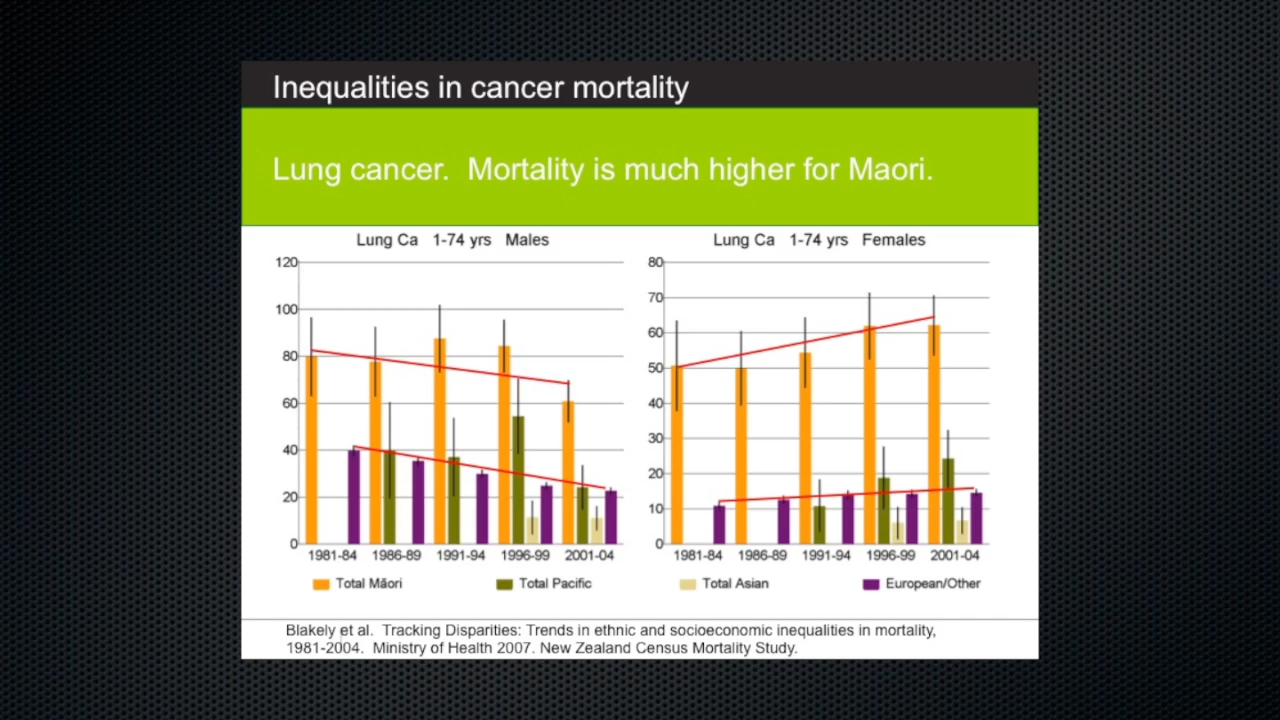 Inequalities in cancer mortality
Lung cancer.  Mortality is much higher for Maori.
Lung Ca   1-74 yrs   Males
120
100
80
60
40
20
0
1981-84   1986-89   1991-94   1996-99   2001-04
Lung Ca   1-74 yrs   Females
80
70
60
50
40
30
20
10
0
1981-84   1986-89   1991-94   1996-99   2001-04
Total Māori   Total Pacific   Total Asian   European/Other
Blakely et al.  Tracking Disparities: Trends in ethnic and socioeconomic inequalities in mortality,
1981-2004.  Ministry of Health 2007. New Zealand Census Mortality Study.